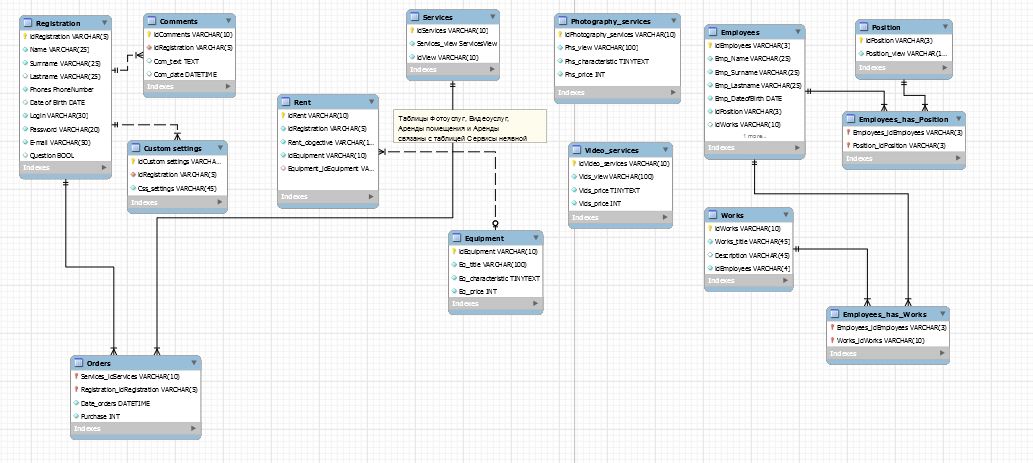 Registration
idRegistration VARCHAR(5)
Name VARCHAR(25)
Surname VARCHAR(25)
Lastname VARCHAR(25)
Phones PhoneNumber
Date of Birth DATE
Login VARCHAR(30)
Password VARCHAR(20)
E-mail VARCHAR(30)
Question BOOL
Indexes
Comments
idComments VARCHAR(10)
idRegistration VARCHAR(5)
Com_text TEXT
Com_date DATETIME
Indexes
Custom settings
idCustom settings VARCHA...
idRegistration VARCHAR(5)
Css_settings VARCHAR(45)
Indexes
Rent
idRent VARCHAR(10)
idRegistration VARCHAR(5)
Rent_cogective VARCHAR(1...
idEquipment VARCHAR(10)
Equipment_idEquipment VA...
Indexes
Services
idServices VARCHAR(10)
Services_view ServicesView
idView VARCHAR(10)
Indexes
Таблицы Фотоуслуг, Видеоуслуг,
Аренды помещения и Аренды
связаны с таблицей Сервисы неявной
Equipment
idEquipment VARCHAR(10)
Eq_title VARCHAR(100)
Eq_characteristic TINYTEXT
Eq_price INT
Indexes
Photography_services
idPhotography_services VARCHAR(10)
Phs_view VARCHAR(100)
Phs_characteristic TINYTEXT
Phs_price INT
Indexes
Video_services
idVideo_services VARCHAR(10)
Vids_view VARCHAR(100)
Vids_price TINYTEXT
Vids_price INT
Indexes
Employees
idEmployees VARCHAR(3)
Emp_Name VARCHAR(25)
Emp_Surname VARCHAR(25)
Emp_Lastname VARCHAR(25)
Emp_DateofBirth DATE
idPosition VARCHAR(3)
idWorks VARCHAR(10)
1 more...
Indexes
Position
idPosition VARCHAR(3)
Position_view VARCHAR(1...
Indexes
Employees_has_Position
Employees_idEmployees VARCHAR(3)
Position_idPosition VARCHAR(3)
Indexes
Works
idWorks VARCHAR(10)
Works_title VARCHAR(45)
Description VARCHAR(45)
idEmployees VARCHAR(4)
Indexes
Employees_has_Works
Employees_idEmployees VARCHAR(3)
Works_idWorks VARCHAR(10)
Indexes
Orders
Services_idServices VARCHAR(10)
Registration_idRegistration VARCHAR(5)
Date_orders DATETIME
Purchase INT
Indexes